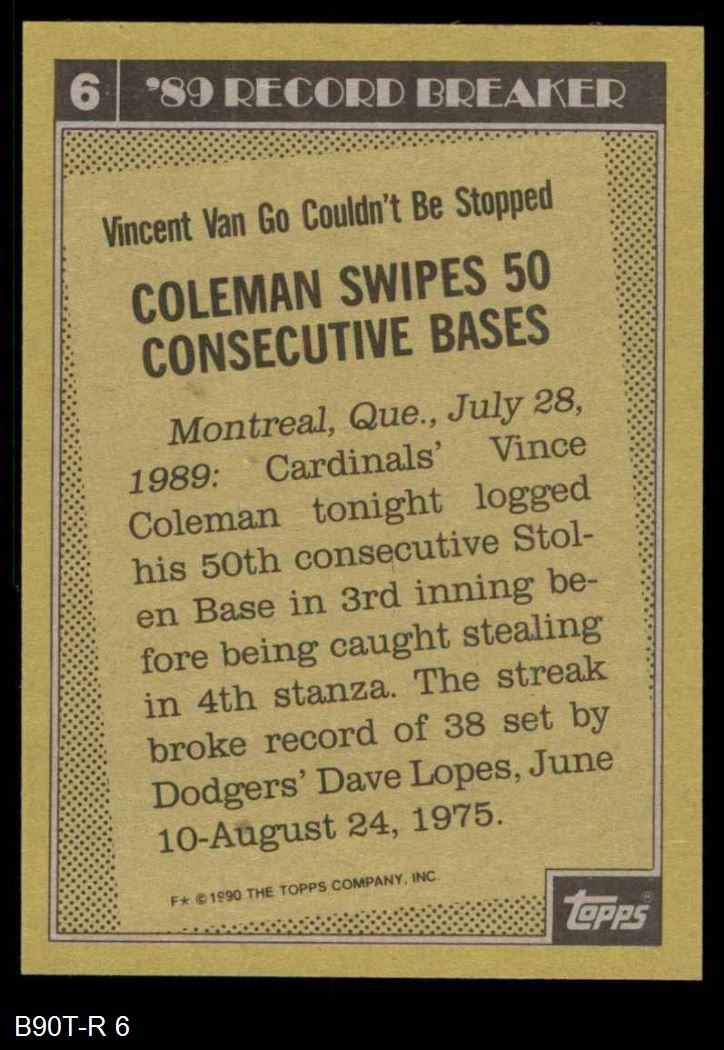 6 '89 RECORD BREAKER
Vincent Van Go Couldn't Be Stopped
COLEMAN SWIPES 50
CONSECUTIVE BASES
Montreal, Que., July 28,
1989: Cardinals' Vince
Coleman tonight logged
his 50th consecutive Stol-
en Base in 3rd inning be-
fore being caught stealing
in 4th stanza. The streak
broke record of 38 set by
Dodgers' Dave Lopes, June
10-August 24, 1975.
F* © 1990 THE TOPPS COMPANY, INC.
topps®
B90T-R 6